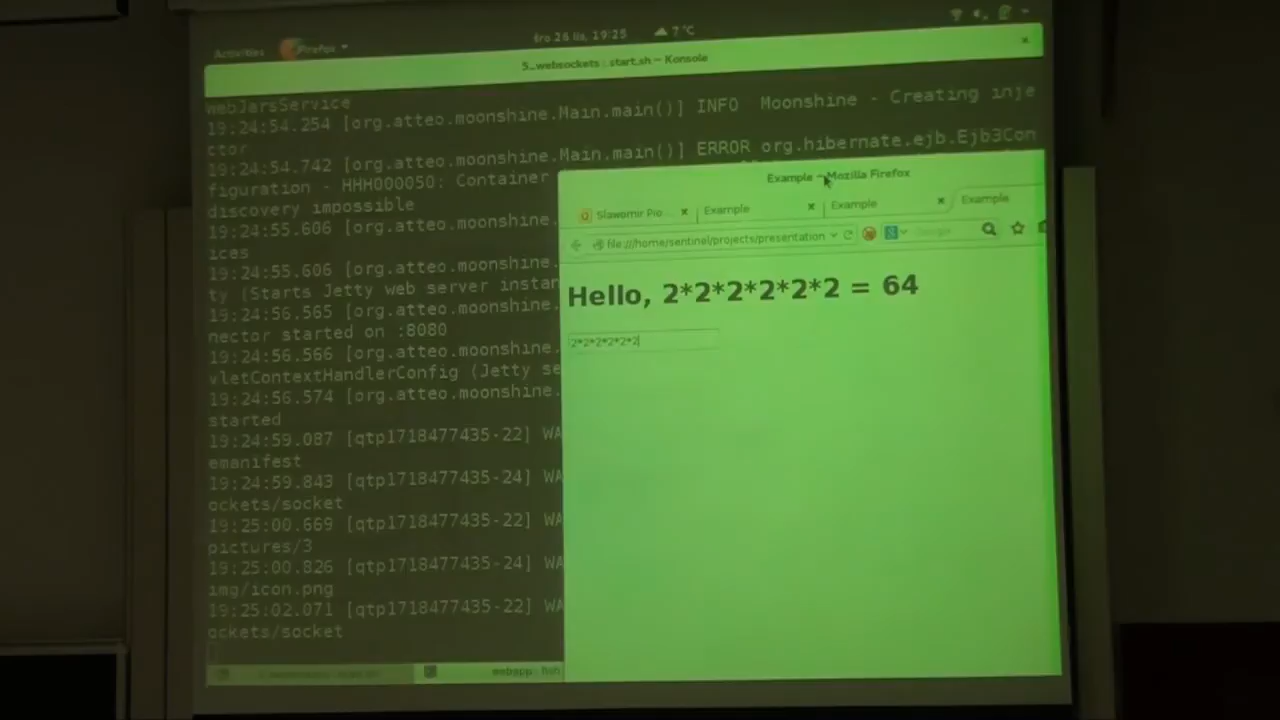 Activities Firefox
śro 26 lis, 19:25 7 °C
5_websockets : start.sh – Konsole
webJarsService
19:24:54.254 [org.atteo.moonshine.Main.main()] INFO Moonshine - Creating inje
ctor
19:24:54.742 [org.atteo.moonshine.Main.main()] ERROR org.hibernate.ejb.Ejb3Con
figuration - HHH000050: Container
discovery impossible
19:24:55.606 [org.atteo.moonshine.
ices
19:24:55.606 [org.atteo.moonshine.
ty (Starts Jetty web server instan
19:24:56.565 [org.atteo.moonshine.
nector started on :8080
19:24:56.566 [org.atteo.moonshine.
vletContextHandlerConfig (Jetty se
19:24:56.574 [org.atteo.moonshine.
started
19:24:59.087 [qtp1718477435-22] WA
emanifest
19:24:59.843 [qtp1718477435-24] WA
ockets/socket
19:25:00.669 [qtp1718477435-22] WA
pictures/3
19:25:00.826 [qtp1718477435-24] WA
img/icon.png
19:25:02.071 [qtp1718477435-22] WA
ockets/socket
webapp : fish
Example – Mozilla Firefox
Slawomir Pio...
Example
Example
Example
file:///home/sentinel/projects/presentation
Google
Hello, 2*2*2*2*2*2 = 64
2*2*2*2*2*2